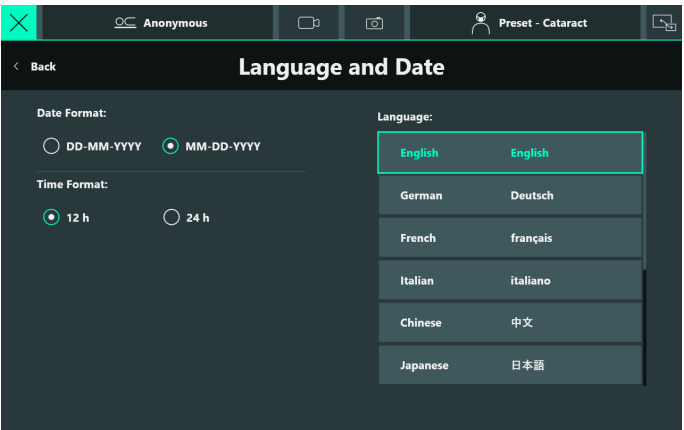 Anonymous
Preset - Cataract
Back
Language and Date
Date Format:
DD-MM-YYYY
MM-DD-YYYY
Time Format:
12 h
24 h
Language:
English English
German Deutsch
French français
Italian italiano
Chinese 中文
Japanese 日本語